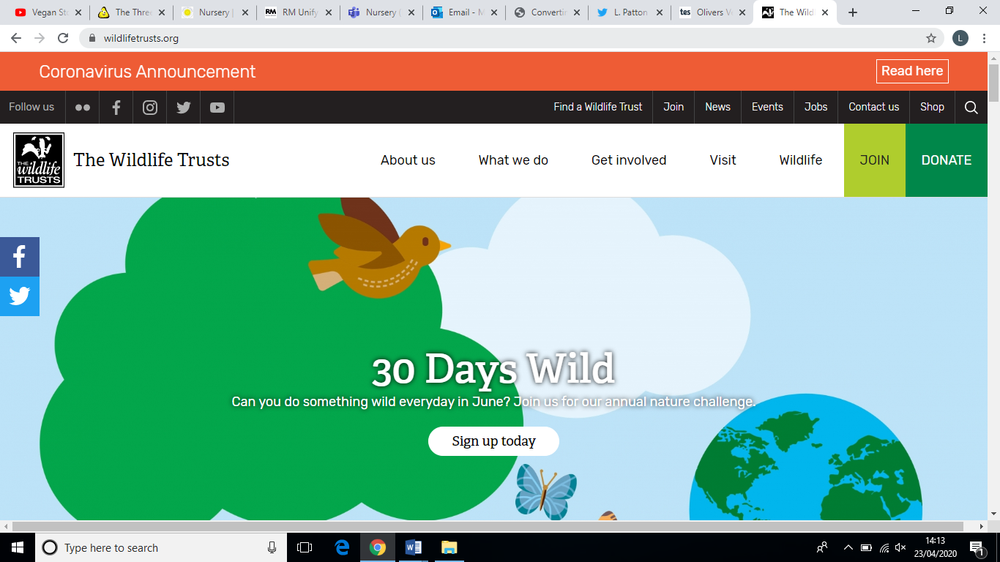 Vegan St
The Three
Nursery |
RM
RM Unify
Nursery (
Email - M
Convertin
L. Patton
tes
Olivers V
The Wild
wildlifetrusts.org
L
Coronavirus Announcement
Read here
Follow us
Find a Wildlife Trust
Join
News
Events
Jobs
Contact us
Shop
THE
wildlife
TRUSTS
The Wildlife Trusts
About us
What we do
Get involved
Visit
Wildlife
JOIN
DONATE
30 Days Wild
Can you do something wild everyday in June? Join us for our annual nature challenge.
Sign up today
Type here to search
14:13
23/04/2020
1